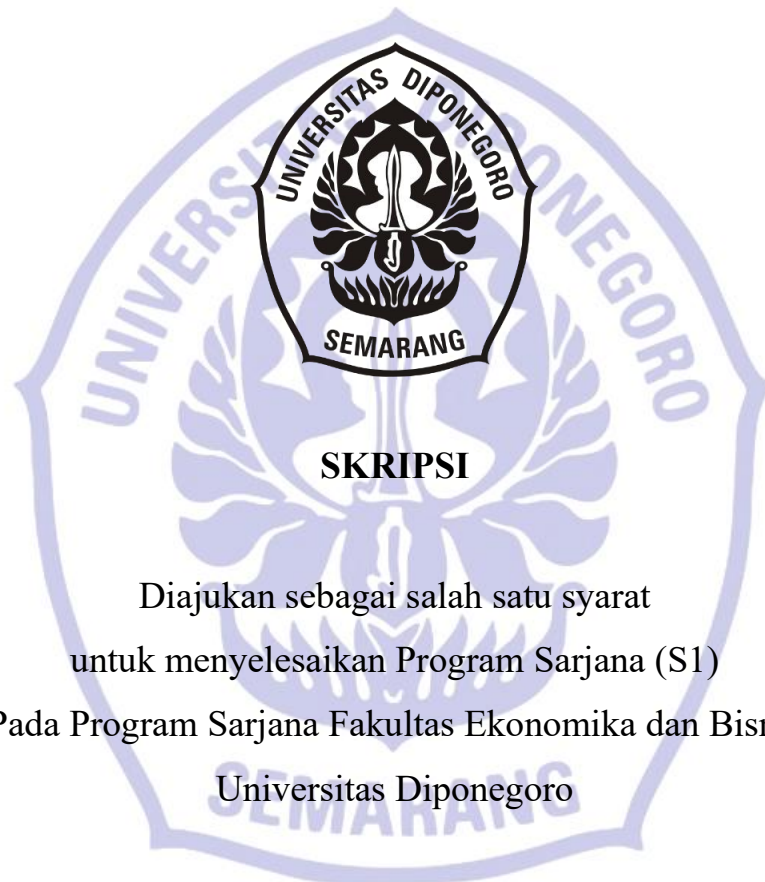 UNIVERSITAS DIPONEGORO
SEMARANG
SKRIPSI
Diajukan sebagai salah satu syarat
untuk menyelesaikan Program Sarjana (S1)
Pada Program Sarjana Fakultas Ekonomika dan Bisn
Universitas Diponegoro
SEMARANG